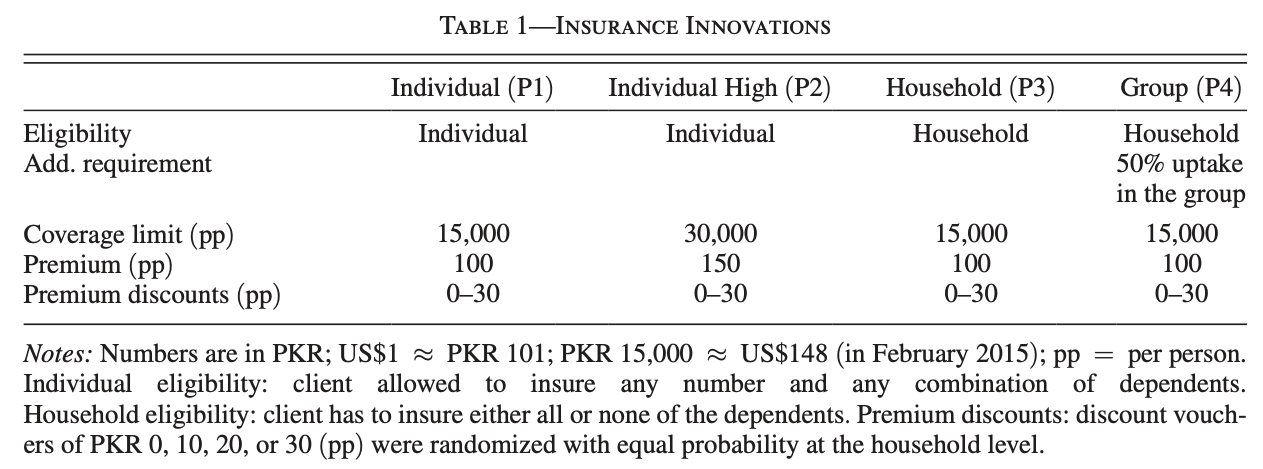 TABLE 1—INSURANCE INNOVATIONS
Individual (P1) Individual High (P2) Household (P3) Group (P4)
Eligibility Individual Individual Household Household
Add. requirement 50% uptake
in the group
Coverage limit (pp) 15,000 30,000 15,000 15,000
Premium (pp) 100 150 100 100
Premium discounts (pp) 0–30 0–30 0–30 0–30
Notes: Numbers are in PKR; US$1 ≈ PKR 101; PKR 15,000 ≈ US$148 (in February 2015); pp = per person.
Individual eligibility: client allowed to insure any number and any combination of dependents.
Household eligibility: client has to insure either all or none of the dependents. Premium discounts: discount vouch-
ers of PKR 0, 10, 20, or 30 (pp) were randomized with equal probability at the household level.